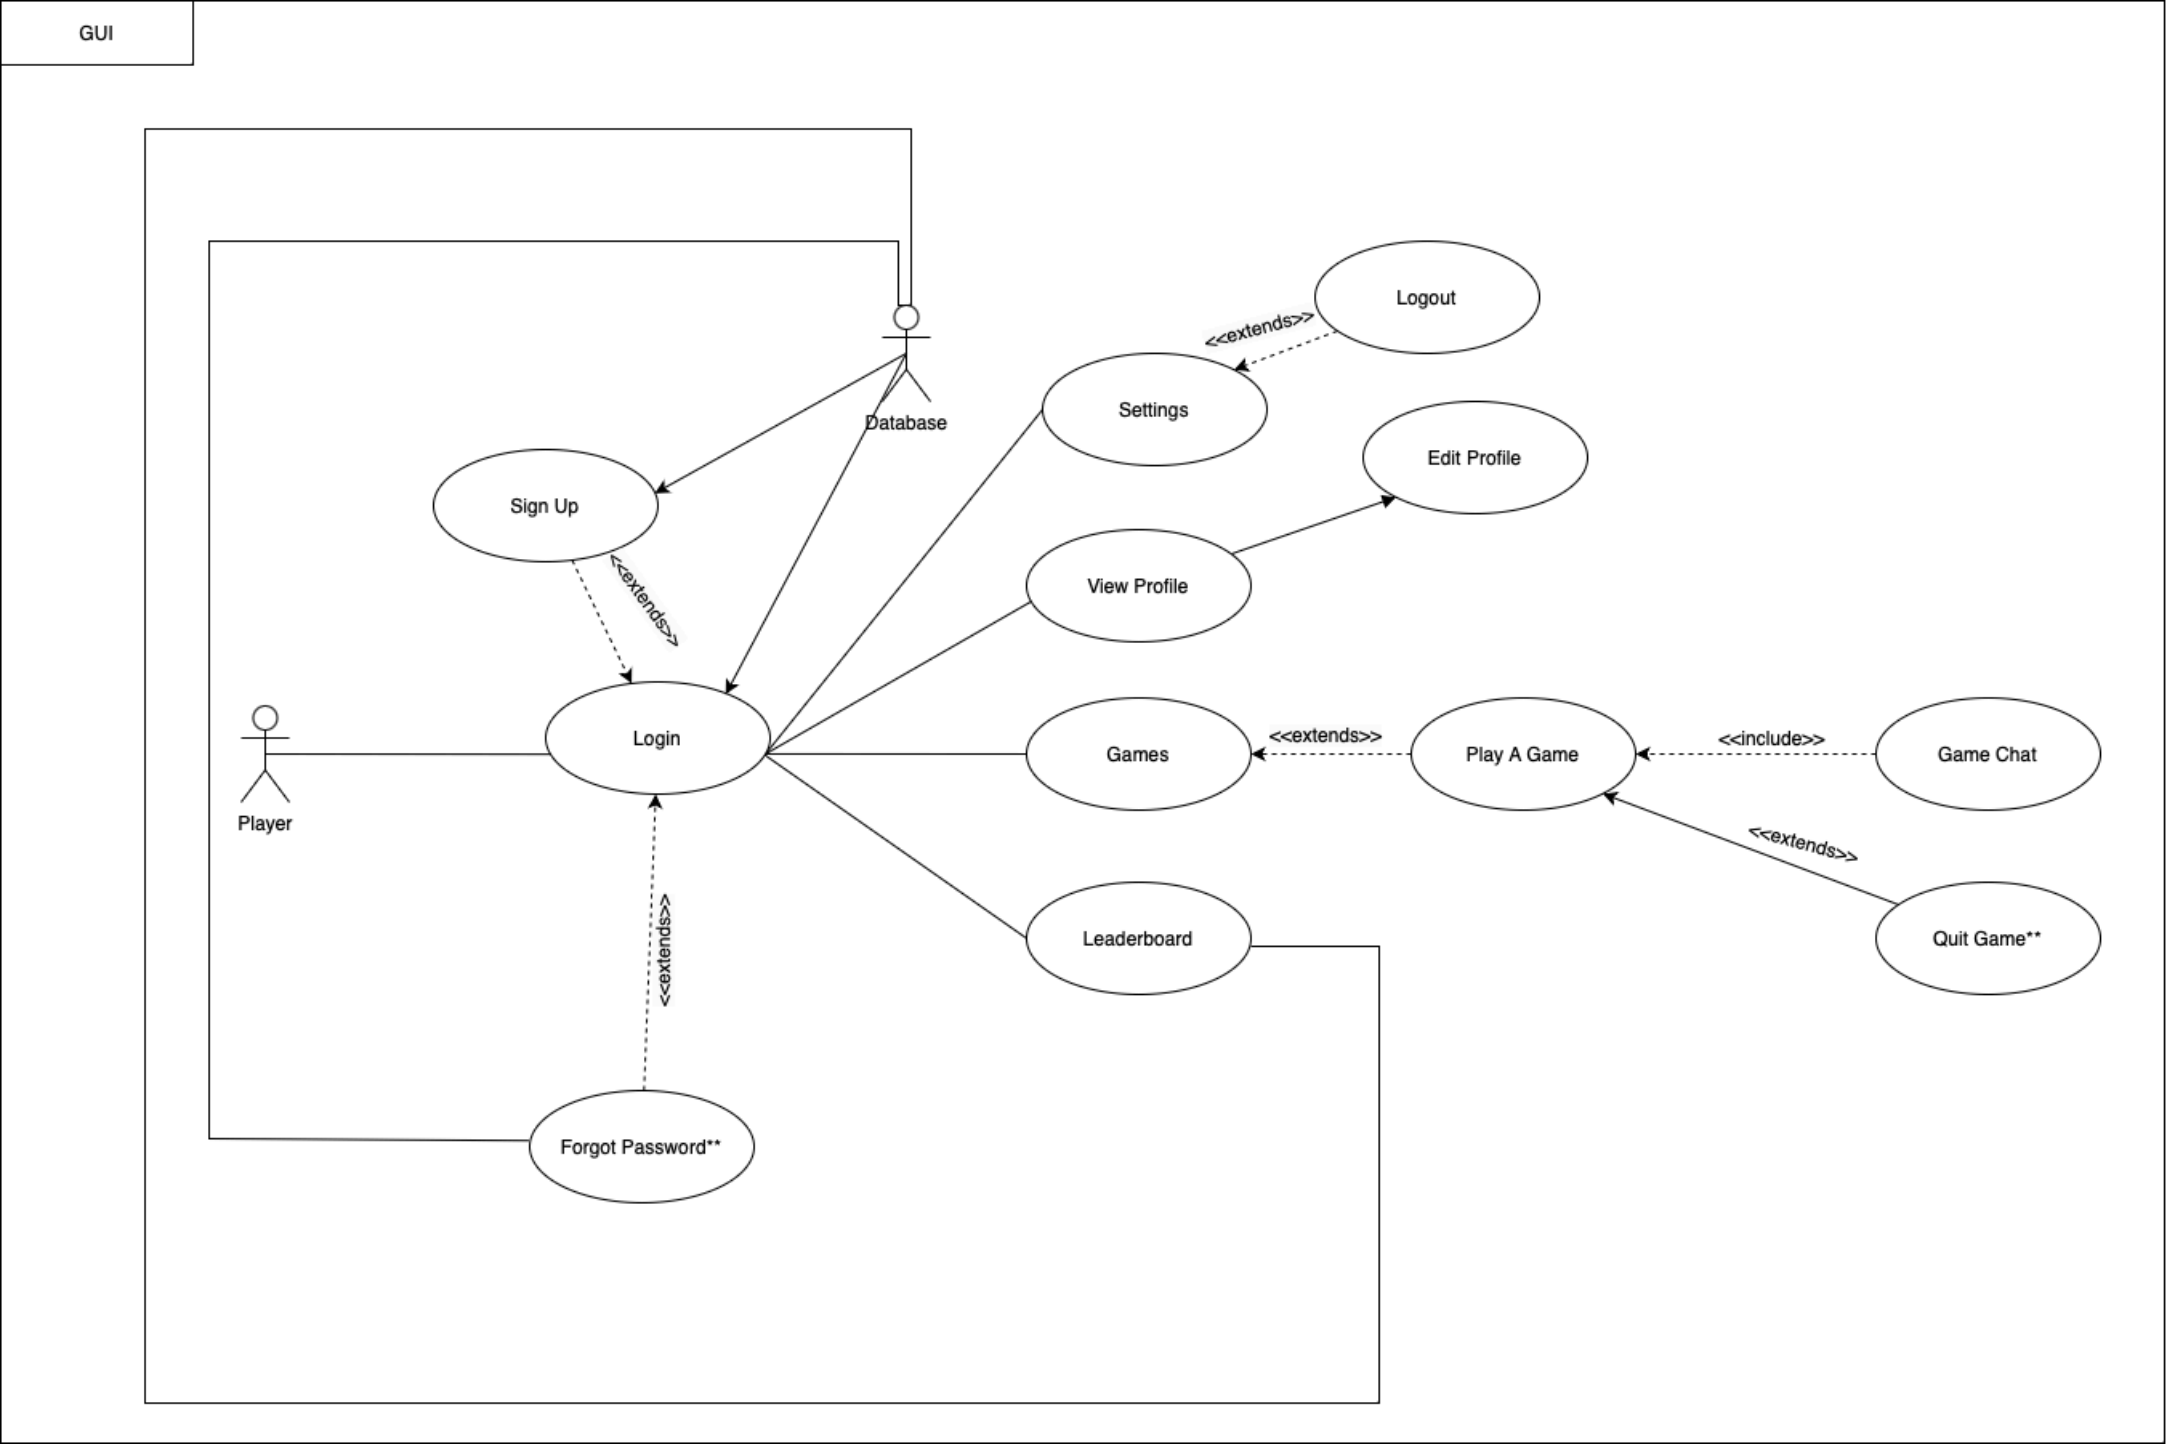 GUI
Logout
<<extends>>
Settings
Database
Edit Profile
Sign Up
<<extends>>
View Profile
Login
Games
<<extends>>
Play A Game
<<include>>
Game Chat
Player
<<extends>>
<<extends>>
Leaderboard
Quit Game**
Forgot Password**